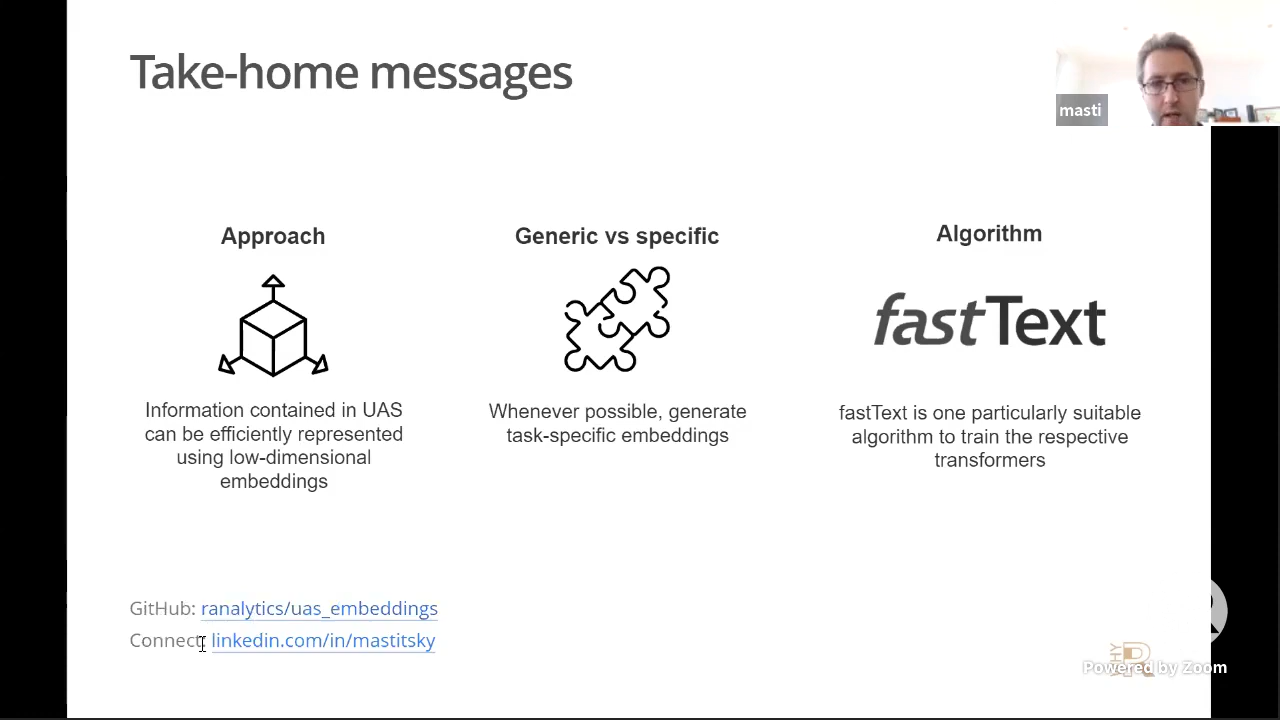 Take-home messages
masti
Approach
Generic vs specific
Algorithm
fastText
Information contained in UAS
can be efficiently represented
using low-dimensional
embeddings
Whenever possible, generate
task-specific embeddings
fastText is one particularly suitable
algorithm to train the respective
transformers
GitHub: ranalytics/uas_embeddings
Connect: linkedin.com/in/mastitsky
WHY R
Powered by Zoom